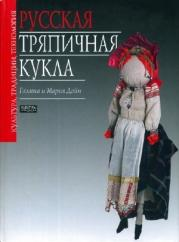 РУССКАЯ
ТРЯПИЧНАЯ
КУКЛА
Галина и Мария Дайн
КУЛЬТУРА, ТРАДИЦИИ, ТЕХНОЛОГИЯ